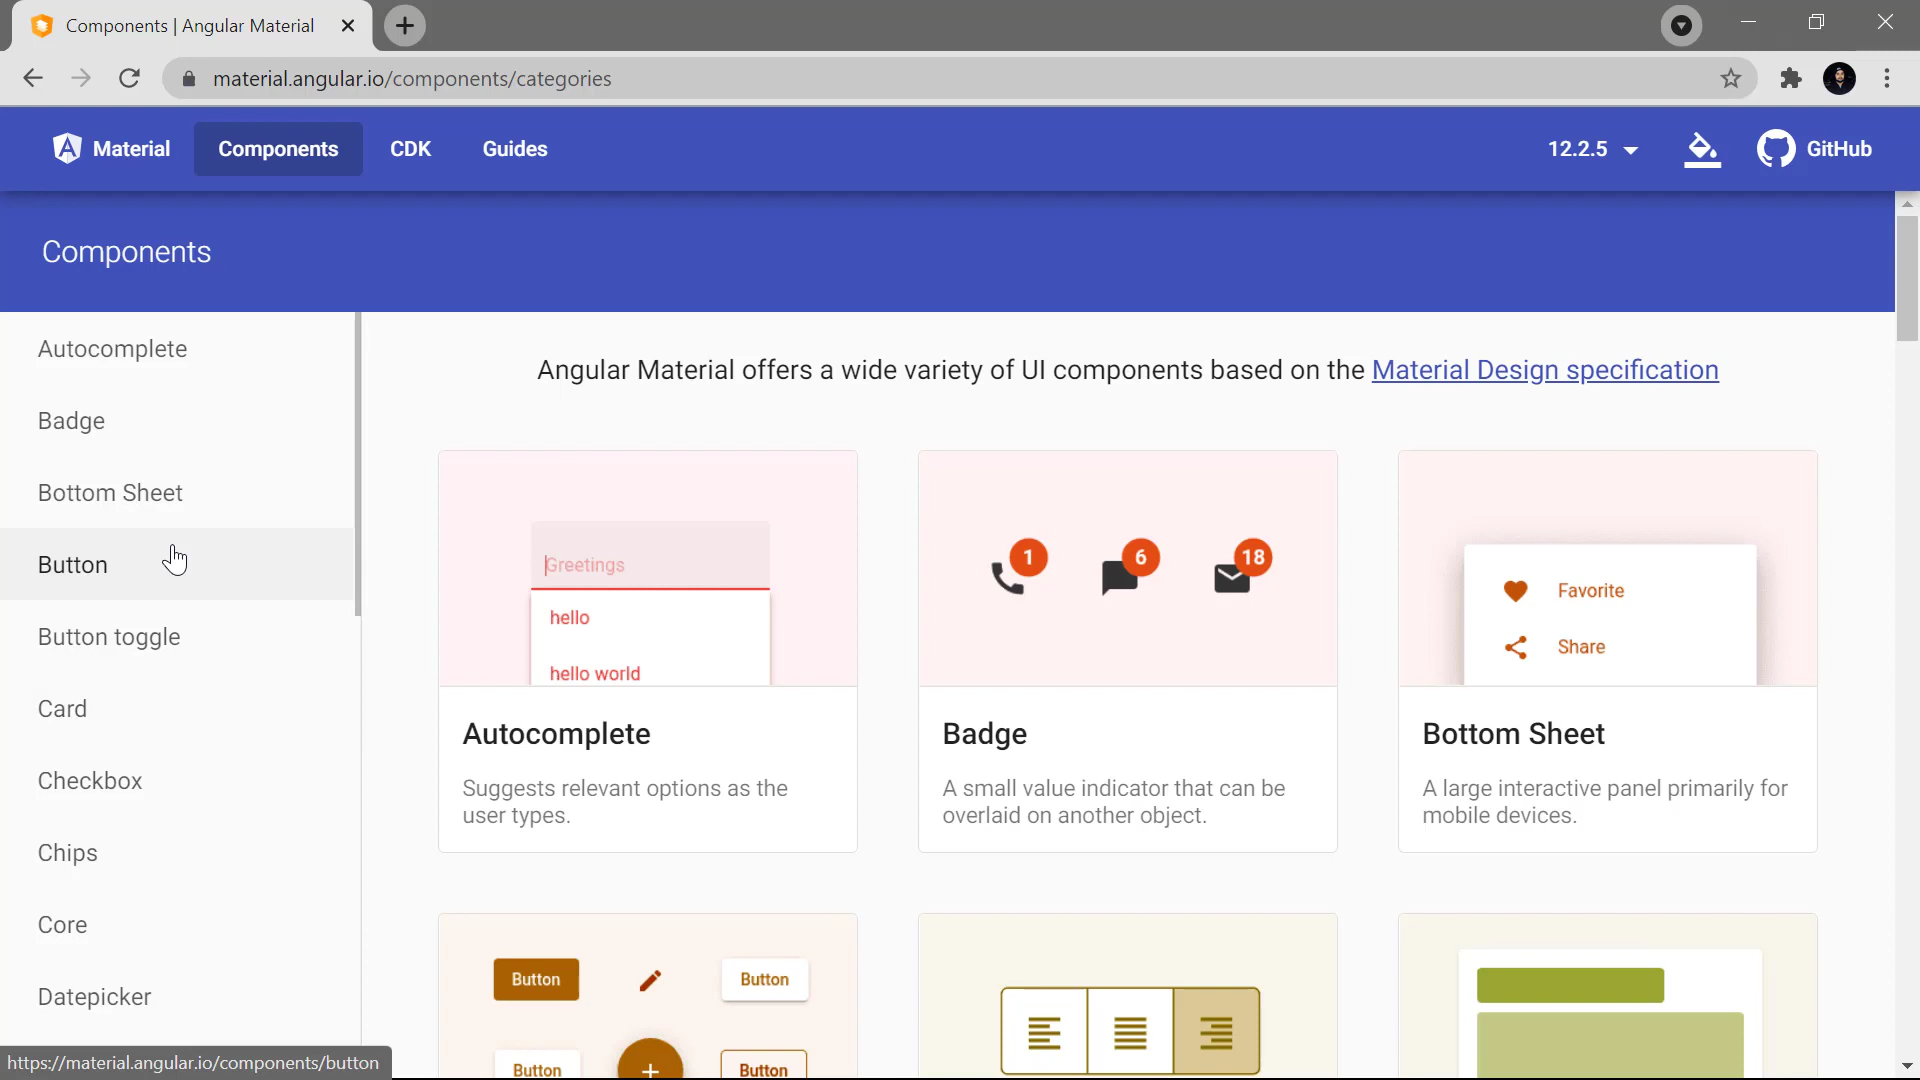 Components | Angular Material
material.angular.io/components/categories
Material
Components
CDK
Guides
12.2.5
GitHub
Components
Autocomplete
Badge
Bottom Sheet
Button
Button toggle
Card
Checkbox
Chips
Core
Datepicker
Angular Material offers a wide variety of UI components based on the Material Design specification
Greetings
hello
hello world
Autocomplete
Suggests relevant options as the
user types.
1
6
18
Badge
A small value indicator that can be
overlaid on another object.
Favorite
Share
Bottom Sheet
A large interactive panel primarily for
mobile devices.
Button
Button
Button
Button
https://material.angular.io/components/button